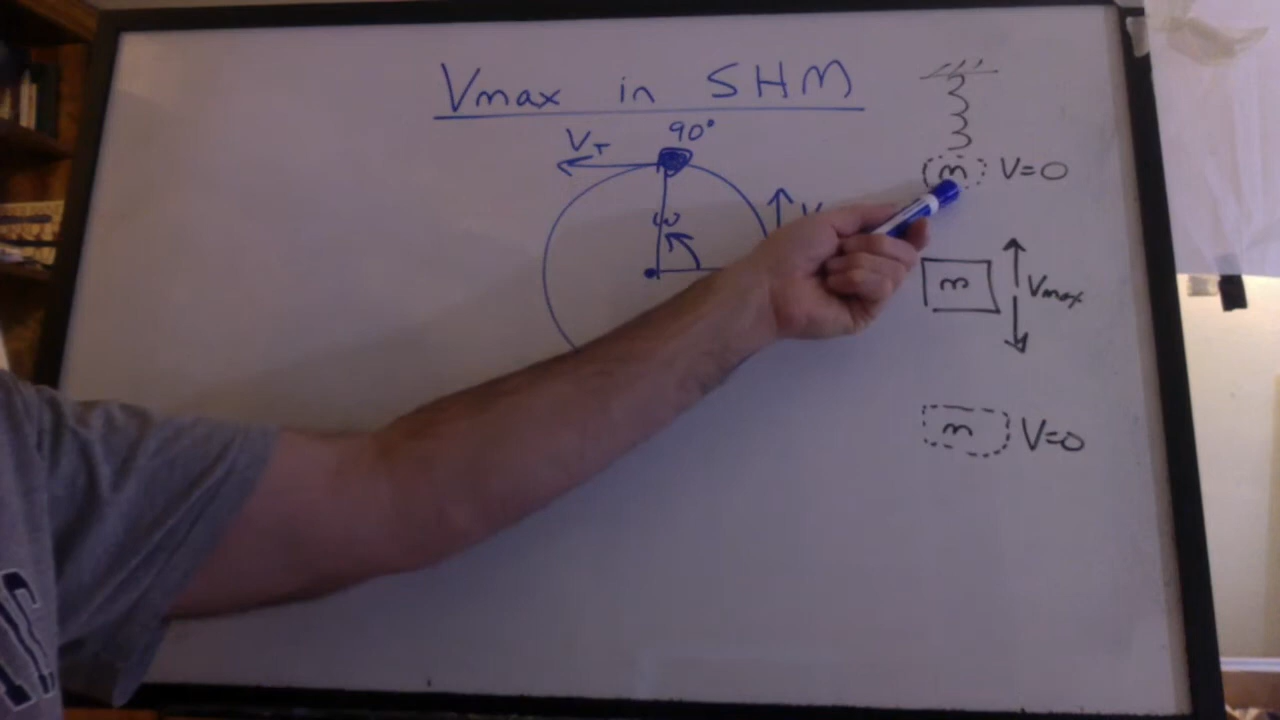 Vmax in SHM
90°
VT
ω
V
m V=0
m Vmax
m V=0